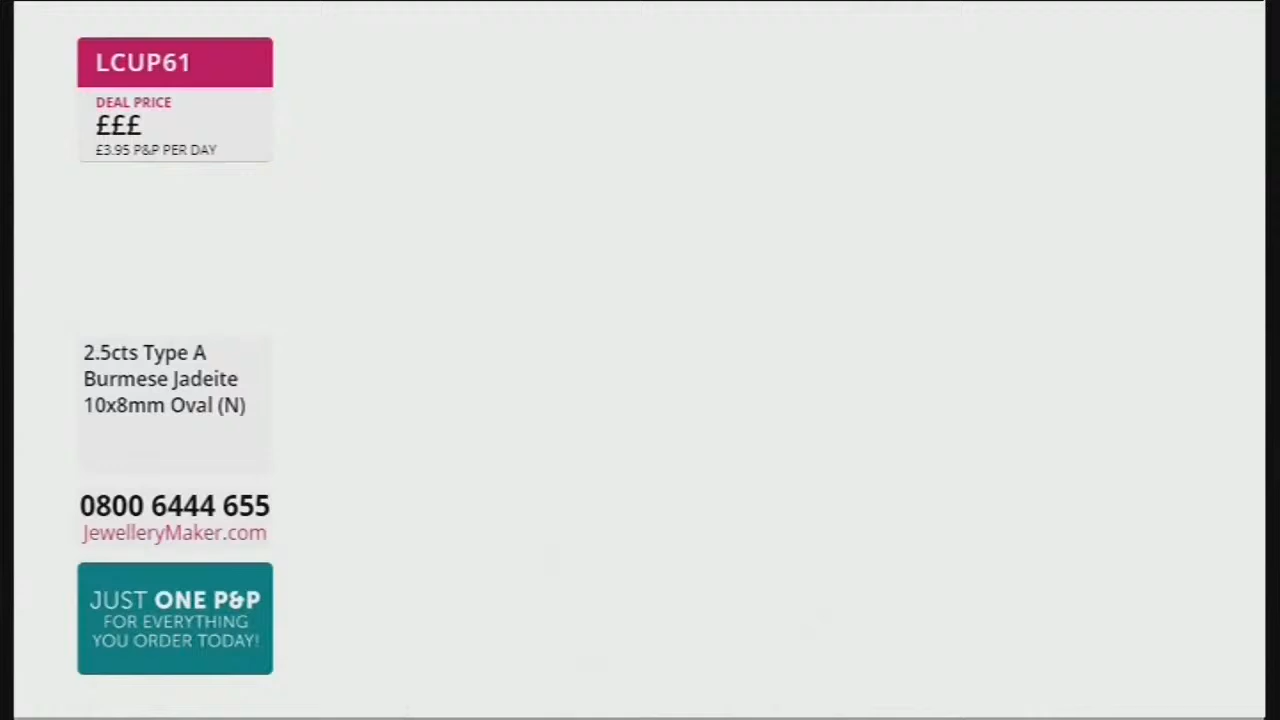 LCUP61
DEAL PRICE
£££
£3.95 P&P PER DAY
2.5cts Type A
Burmese Jadeite
10x8mm Oval (N)
0800 6444 655
JewelleryMaker.com
JUST ONE P&P
FOR EVERYTHING
YOU ORDER TODAY!